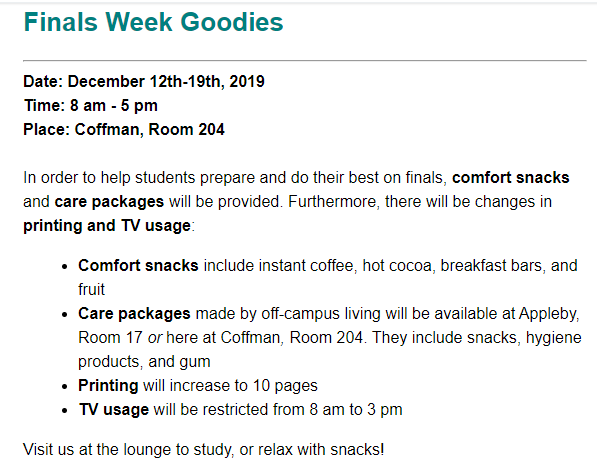 Finals Week Goodies
Date: December 12th-19th, 2019
Time: 8 am - 5 pm
Place: Coffman, Room 204
In order to help students prepare and do their best on finals, comfort snacks
and care packages will be provided. Furthermore, there will be changes in
printing and TV usage:
• Comfort snacks include instant coffee, hot cocoa, breakfast bars, and
fruit
• Care packages made by off-campus living will be available at Appleby,
Room 17 or here at Coffman, Room 204. They include snacks, hygiene
products, and gum
• Printing will increase to 10 pages
• TV usage will be restricted from 8 am to 3 pm
Visit us at the lounge to study, or relax with snacks!